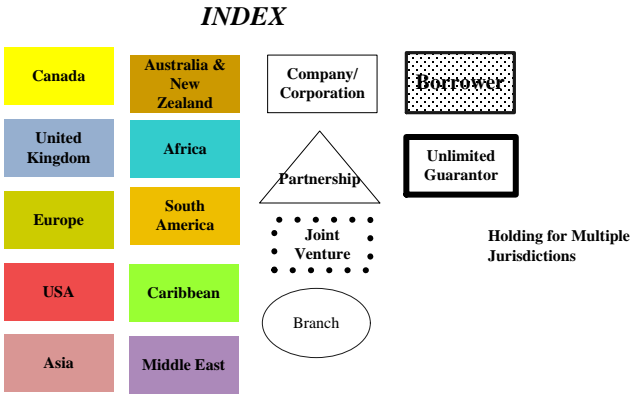 INDEX
Canada
United
Kingdom
Europe
USA
Asia
Australia &
New
Zealand
Africa
South
America
Caribbean
Middle East
Company/
Corporation
Partnership
Joint
Venture
Branch
Borrower
Unlimited
Guarantor
Holding for Multiple
Jurisdictions